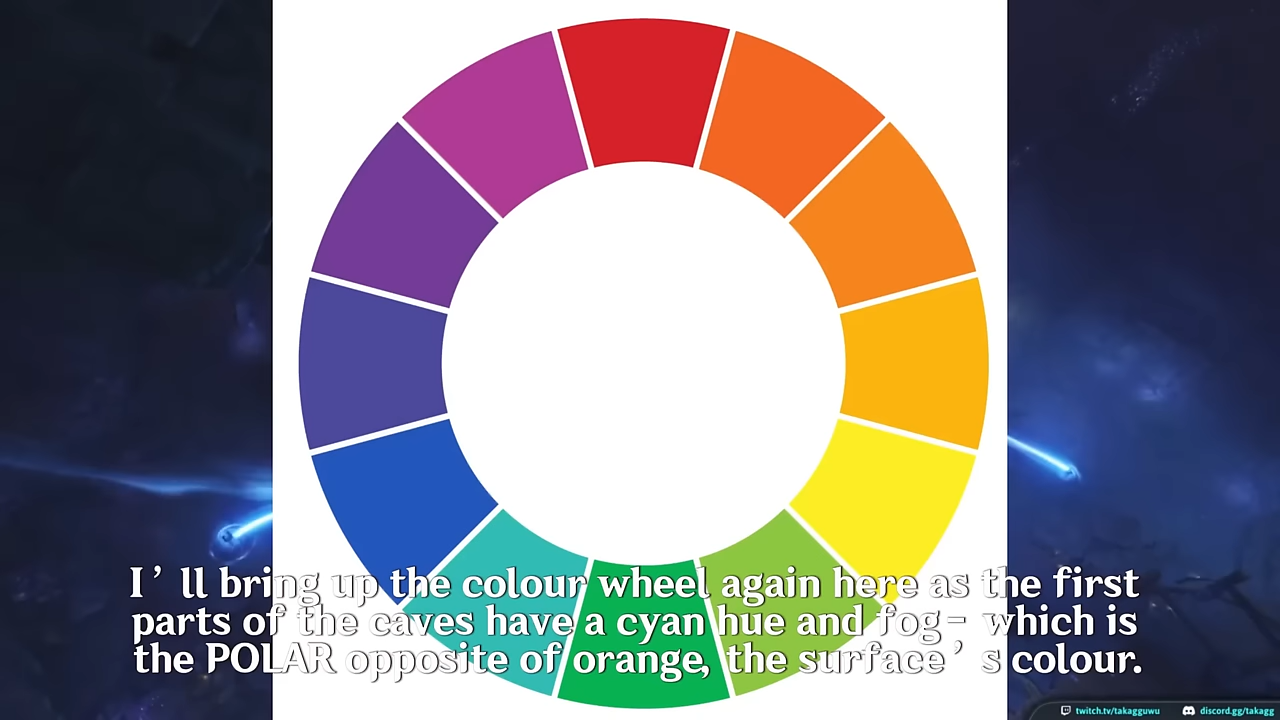 I’ll bring up the colour wheel again here as the first
parts of the caves have a cyan hue and fog- which is
the POLAR opposite of orange, the surface’s colour.
twitch.tv/takagguwu discord.gg/takagg